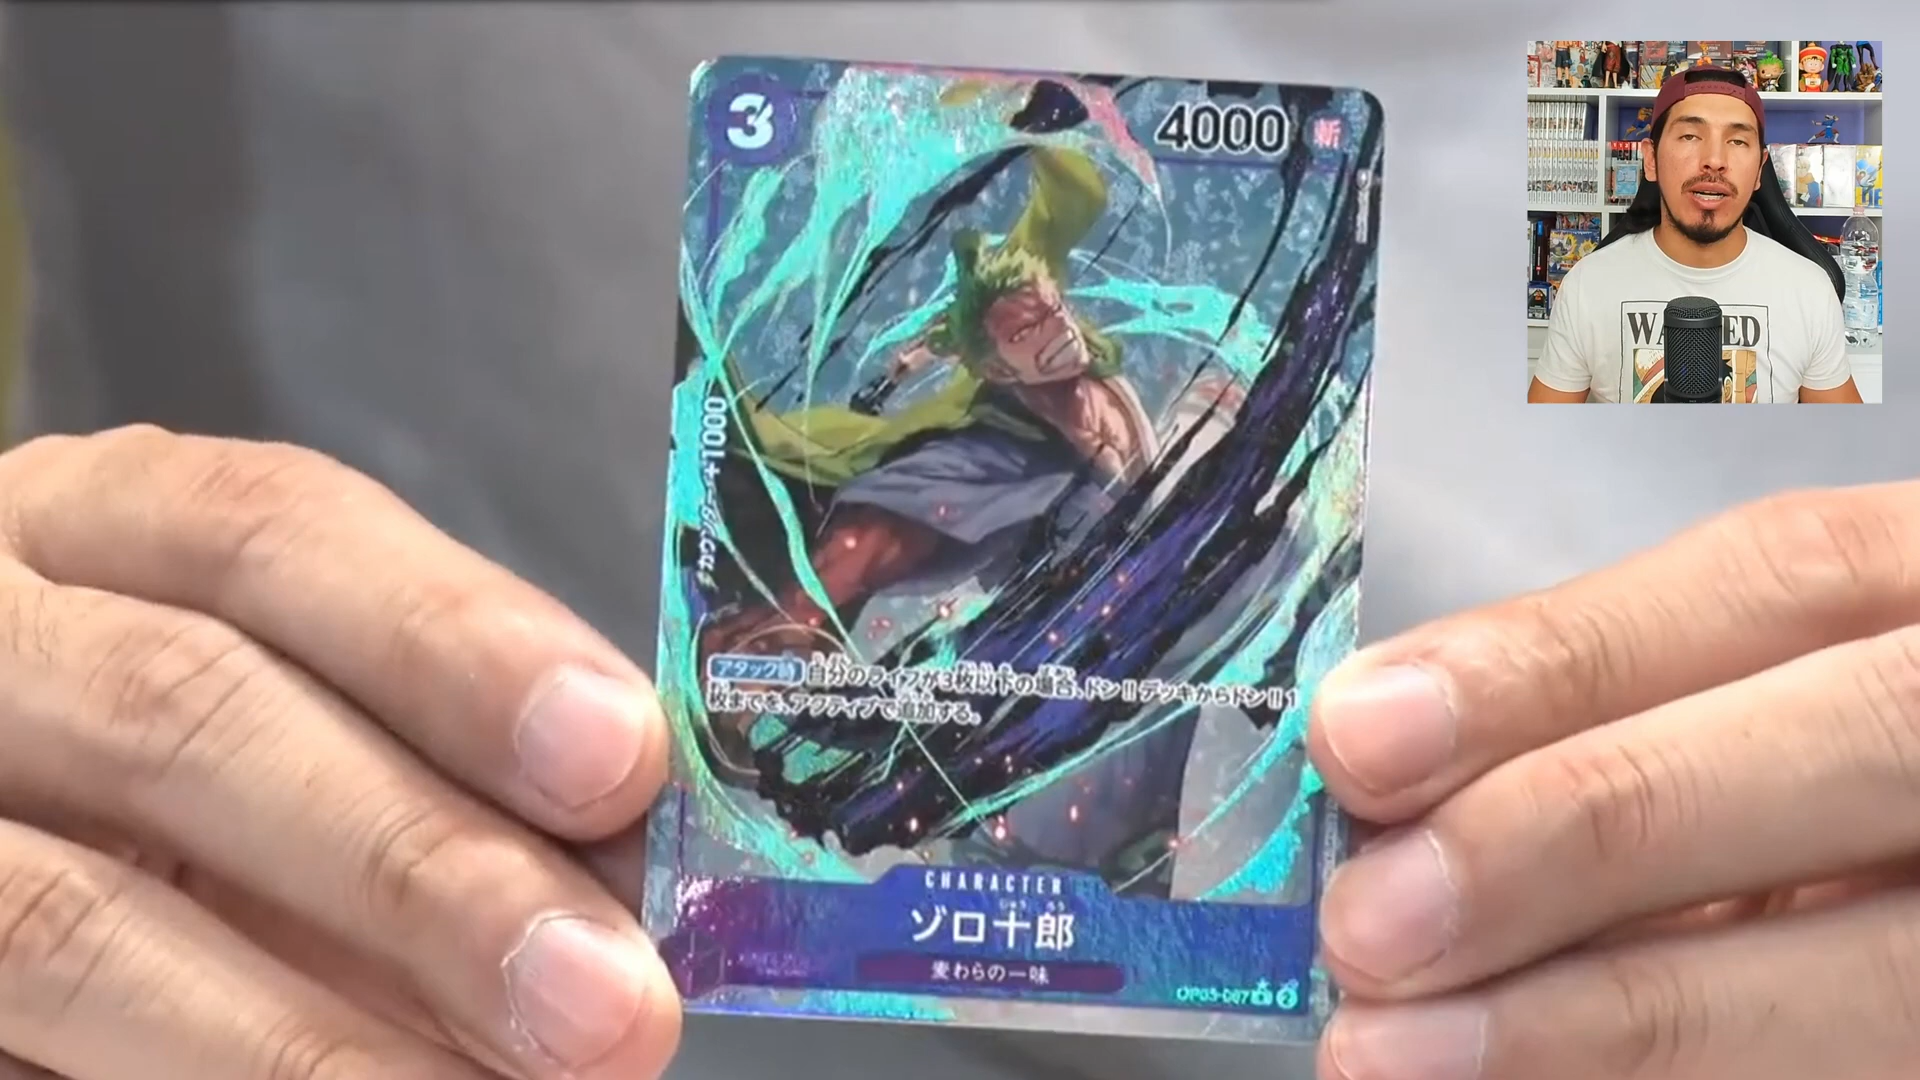 3
4000
斬
カウンター+1000
アタック時 自分のライフが3枚以下の場合、ドン!!デッキからドン!!1
枚までを、アクティブで追加する。
CHARACTER
ゾロ十郎
麦わらの一味
OP05-067
2
WANTED